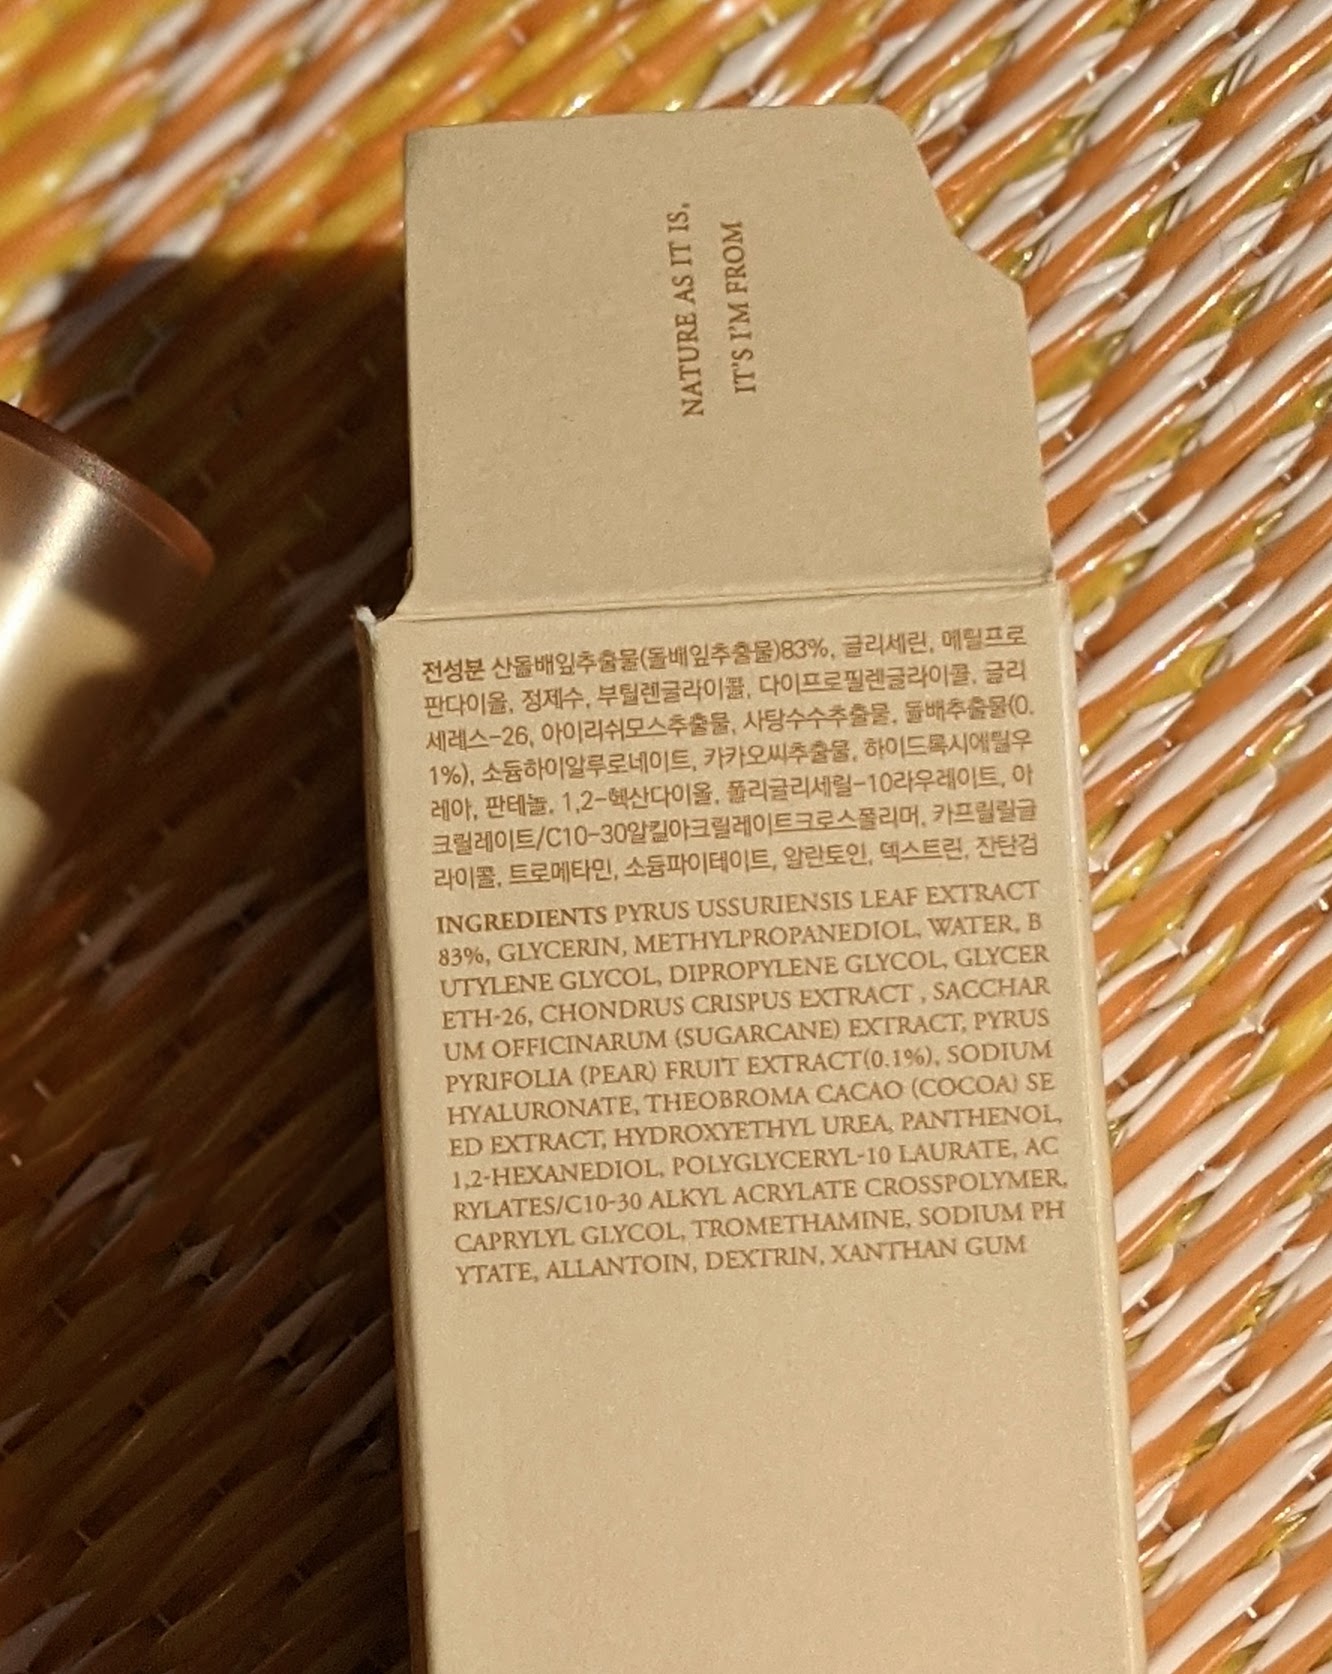 NATURE AS IT IS,
IT'S I'M FROM
전성분 산돌배잎추출물(돌배잎추출물)83%, 글리세린, 메틸프로
판다이올, 정제수, 부틸렌글라이콜, 다이프로필렌글라이콜, 글리
세레스-26, 아이리쉬모스추출물, 사탕수수추출물, 돌배추출물(0.
1%), 소듐하이알루로네이트, 카카오씨추출물, 하이드록시에틸우
레아, 판테놀, 1,2-헥산다이올, 폴리글리세릴-10라우레이트, 아
크릴레이트/C10-30알킬아크릴레이트크로스폴리머, 카프릴릴글
라이콜, 트로메타민, 소듐파이테이트, 알란토인, 덱스트린, 잔탄검
INGREDIENTS PYRUS USSURIENSIS LEAF EXTRACT
83%, GLYCERIN, METHYLPROPANEDIOL, WATER, B
UTYLENE GLYCOL, DIPROPYLENE GLYCOL, GLYCER
ETH-26, CHONDRUS CRISPUS EXTRACT , SACCHAR
UM OFFICINARUM (SUGARCANE) EXTRACT, PYRUS
PYRIFOLIA (PEAR) FRUIT EXTRACT(0.1%), SODIUM
HYALURONATE, THEOBROMA CACAO (COCOA) SE
ED EXTRACT, HYDROXYETHYL UREA, PANTHENOL,
1,2-HEXANEDIOL, POLYGLYCERYL-10 LAURATE, AC
RYLATES/C10-30 ALKYL ACRYLATE CROSSPOLYMER,
CAPRYLYL GLYCOL, TROMETHAMINE, SODIUM PH
YTATE, ALLANTOIN, DEXTRIN, XANTHAN GUM